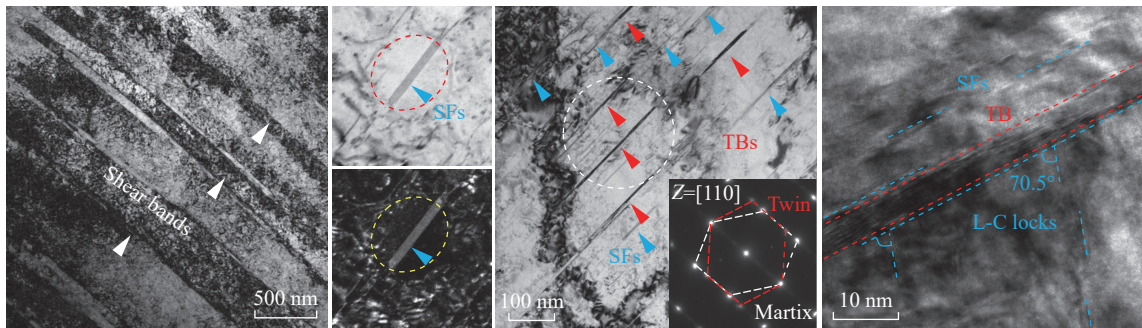 Shear bands
500 nm
SFs
TBs
SFs
100 nm
Z=[110]
Twin
Martix
SFs
TB
70.5°
L-C locks
10 nm